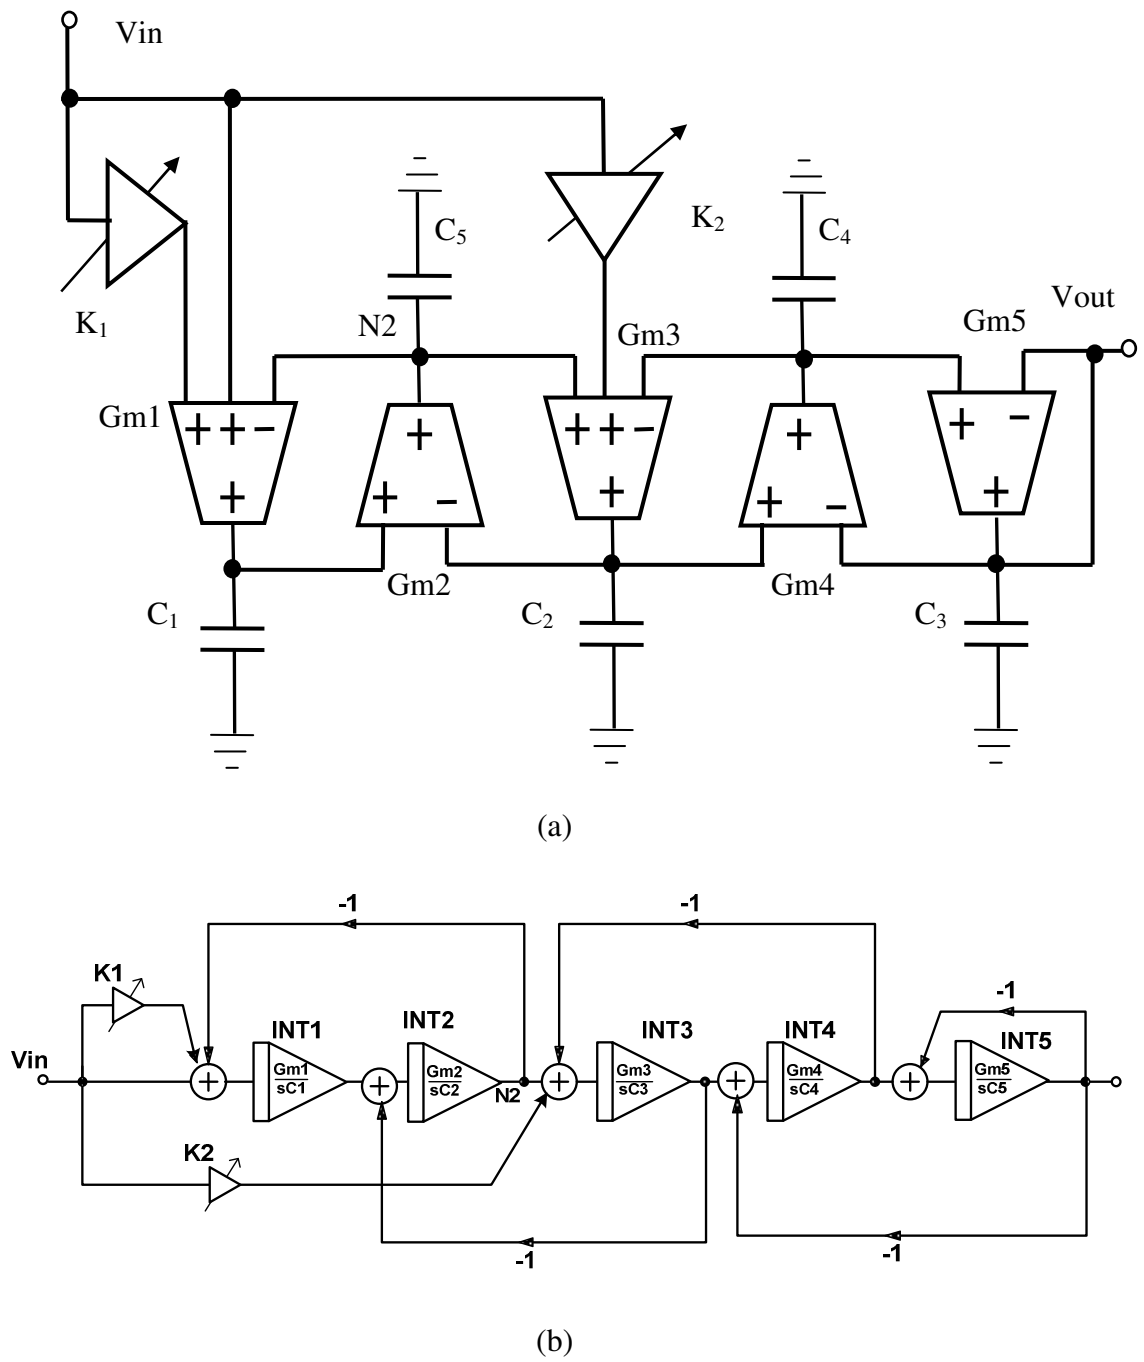 Vin
K₁
C₅
K₂
C₄
Vout
N2
Gm3
Gm5
Gm1
+ + −
+
+ + −
+ −
+
+
+
+
+ −
+ −
Gm2
Gm4
C₁
C₂
C₃
(a)
-1
-1
K1
-1
INT1
INT2
INT3
INT4
INT5
Vin
+
Gm1
sC1
+
Gm2
sC2
N2
+
Gm3
sC3
+
Gm4
sC4
+
Gm5
sC5
K2
-1
-1
(b)